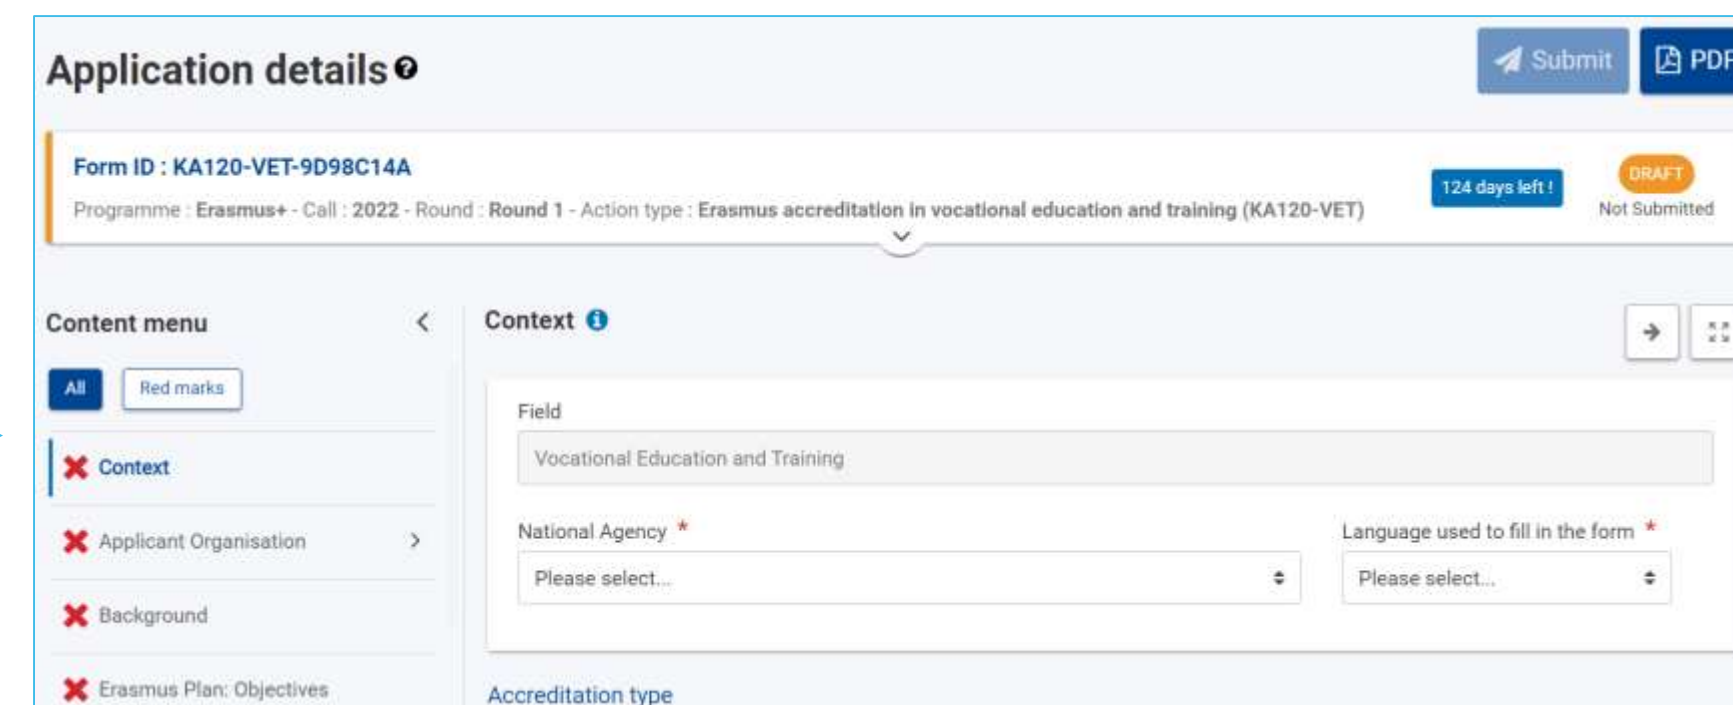 Application details
Submit
PDF
Form ID : KA120-VET-9D98C14A
124 days left !
DRAFT
Programme : Erasmus+ - Call : 2022 - Round : Round 1 - Action type : Erasmus accreditation in vocational education and training (KA120-VET)
Not Submitted
Content menu
Context
All
Red marks
Field
Vocational Education and Training
Context
National Agency *
Language used to fill in the form *
Applicant Organisation
Please select...
Please select...
Background
Erasmus Plan: Objectives
Accreditation type